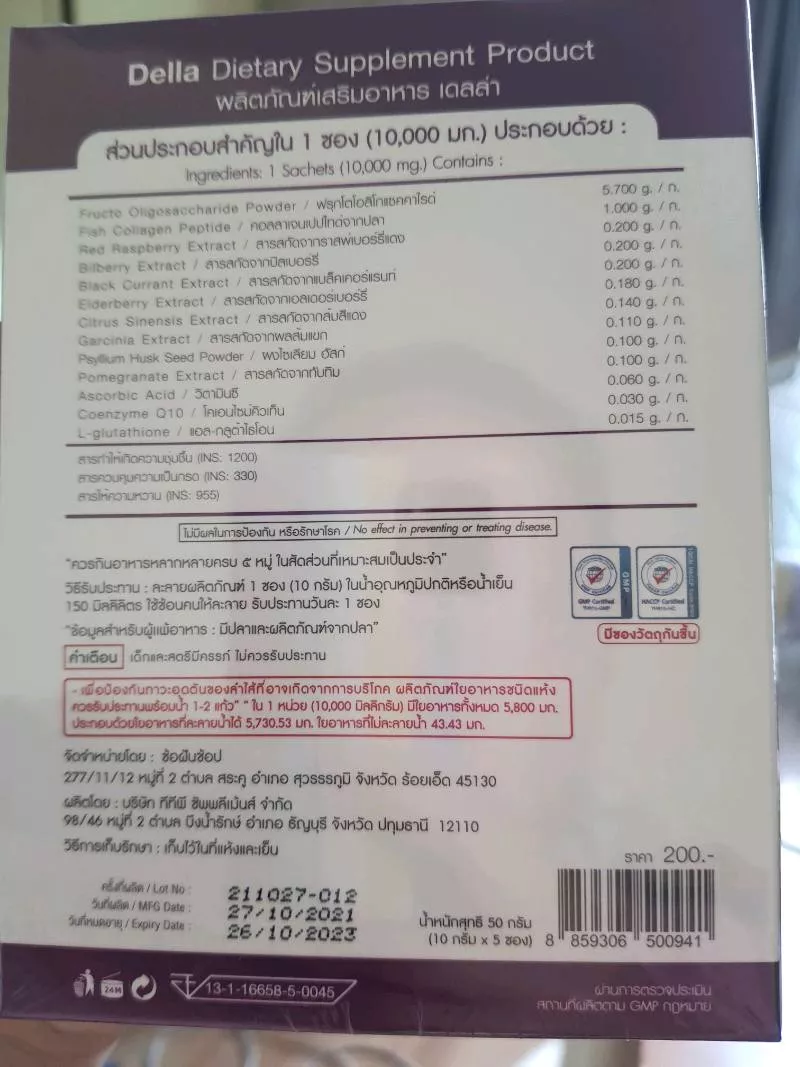 Della Dietary Supplement Product
ผลิตภัณฑ์เสริมอาหาร เดลล่า
ส่วนประกอบสำคัญใน 1 ซอง (10,000 มก.) ประกอบด้วย :
Ingredients: 1 Sachets (10,000 mg.) Contains :
Fructo Oligosaccharide Powder / ฟรุกโตโอลิโกแซคคาไรด์ 5.700 g. / ก.
Fish Collagen Peptide / คอลลาเจนเปปไทด์จากปลา 1.000 g. / ก.
Red Raspberry Extract / สารสกัดจากราสพ์เบอร์รี่แดง 0.200 g. / ก.
Bilberry Extract / สารสกัดจากบิลเบอร์รี่ 0.200 g. / ก.
Black Currant Extract / สารสกัดจากแบล็คเคอร์แรนท์ 0.200 g. / ก.
Elderberry Extract / สารสกัดจากเอลเดอร์เบอร์รี่ 0.180 g. / ก.
Citrus Sinensis Extract / สารสกัดจากส้มสีแดง 0.140 g. / ก.
Garcinia Extract / สารสกัดจากผลส้มแขก 0.110 g. / ก.
Psyllium Husk Seed Powder / ผงไซเลียม ฮัสก์ 0.100 g. / ก.
Pomegranate Extract / สารสกัดจากทับทิม 0.100 g. / ก.
Ascorbic Acid / วิตามินซี 0.060 g. / ก.
Coenzyme Q10 / โคเอนไซม์คิวเท็น 0.030 g. / ก.
L-glutathione / แอล-กลูต้าไธโอน 0.015 g. / ก.
สารทำให้เกิดความชุ่มชื้น (INS: 1200)
สารควบคุมความเป็นกรด (INS: 330)
สารให้ความหวาน (INS: 955)
ไม่มีผลในการป้องกัน หรือรักษาโรค / No effect in preventing or treating disease.
"ควรกินอาหารหลากหลายครบ ๕ หมู่ ในสัดส่วนที่เหมาะสมเป็นประจำ"
วิธีรับประทาน : ละลายผลิตภัณฑ์ 1 ซอง (10 กรัม) ในน้ำอุณหภูมิปกติหรือน้ำเย็น
150 มิลลิลิตร ใช้ช้อนคนให้ละลาย รับประทานวันละ 1 ซอง
"ข้อมูลสำหรับผู้แพ้อาหาร : มีปลาและผลิตภัณฑ์จากปลา"
GMP
GMP Certified
HACCP Certified
มีซองวัตถุกันชื้น
คำเตือน เด็กและสตรีมีครรภ์ ไม่ควรรับประทาน
- เพื่อป้องกันภาวะอุดตันของลำไส้ที่อาจเกิดจากการบริโภค ผลิตภัณฑ์ใยอาหารชนิดแห้ง
ควรรับประทานพร้อมน้ำ 1-2 แก้ว" " ใน 1 หน่วย (10,000 มิลลิกรัม) มีใยอาหารทั้งหมด 5,800 มก.
ประกอบด้วยใยอาหารที่ละลายน้ำได้ 5,730.53 มก. ใยอาหารที่ไม่ละลายน้ำ 43.43 มก.
จัดจำหน่ายโดย : ช้อฝันช้อป
277/11/12 หมู่ที่ 2 ตำบล สระคู อำเภอ สุวรรรภูมิ จังหวัด ร้อยเอ็ด 45130
ผลิตโดย : บริษัท ทีทีพี ซัพพลีเม้นส์ จำกัด
98/46 หมู่ที่ 2 ตำบล บึงน้ำรักษ์ อำเภอ ธัญบุรี จังหวัด ปทุมธานี 12110
วิธีการเก็บรักษา : เก็บไว้ในที่แห้งและเย็น
ราคา 200.-
ครั้งที่ผลิต / Lot No : 211027-012
วันที่ผลิต / MFG Date : 27/10/2021
วันที่หมดอายุ / Expiry Date : 26/10/2023
น้ำหนักสุทธิ 50 กรัม
(10 กรัม x 5 ซอง)
8 859306 500941
24M
13-1-16658-5-0045
ผ่านการตรวจประเมิน
สถานที่ผลิตตาม GMP กฎหมาย